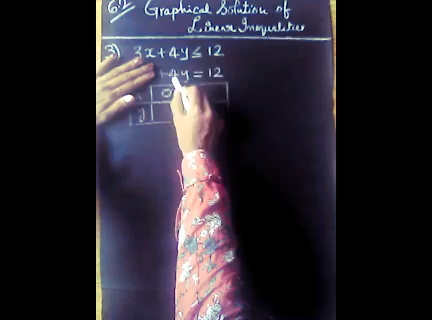 6.2 Graphical Solution of
Linear Inequalities
3) 3x+4y≤12
+4y=12
0
y